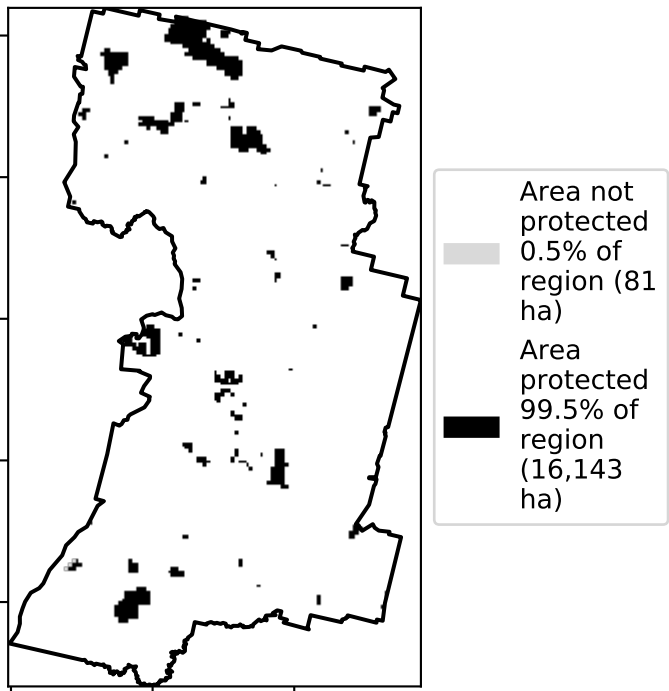 Area not
protected
0.5% of
region (81
ha)
Area
protected
99.5% of
region
(16,143
ha)